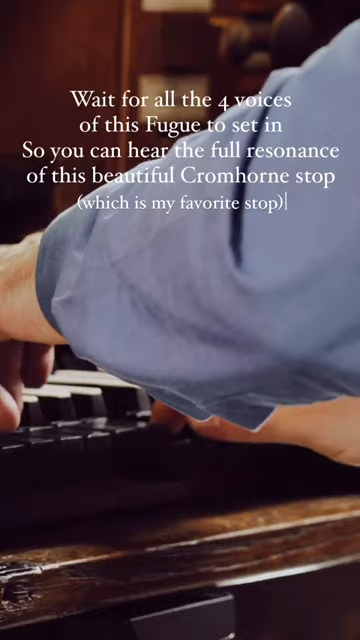 Wait for all the 4 voices
of this Fugue to set in
So you can hear the full resonance
of this beautiful Cromhorne stop
(which is my favorite stop)